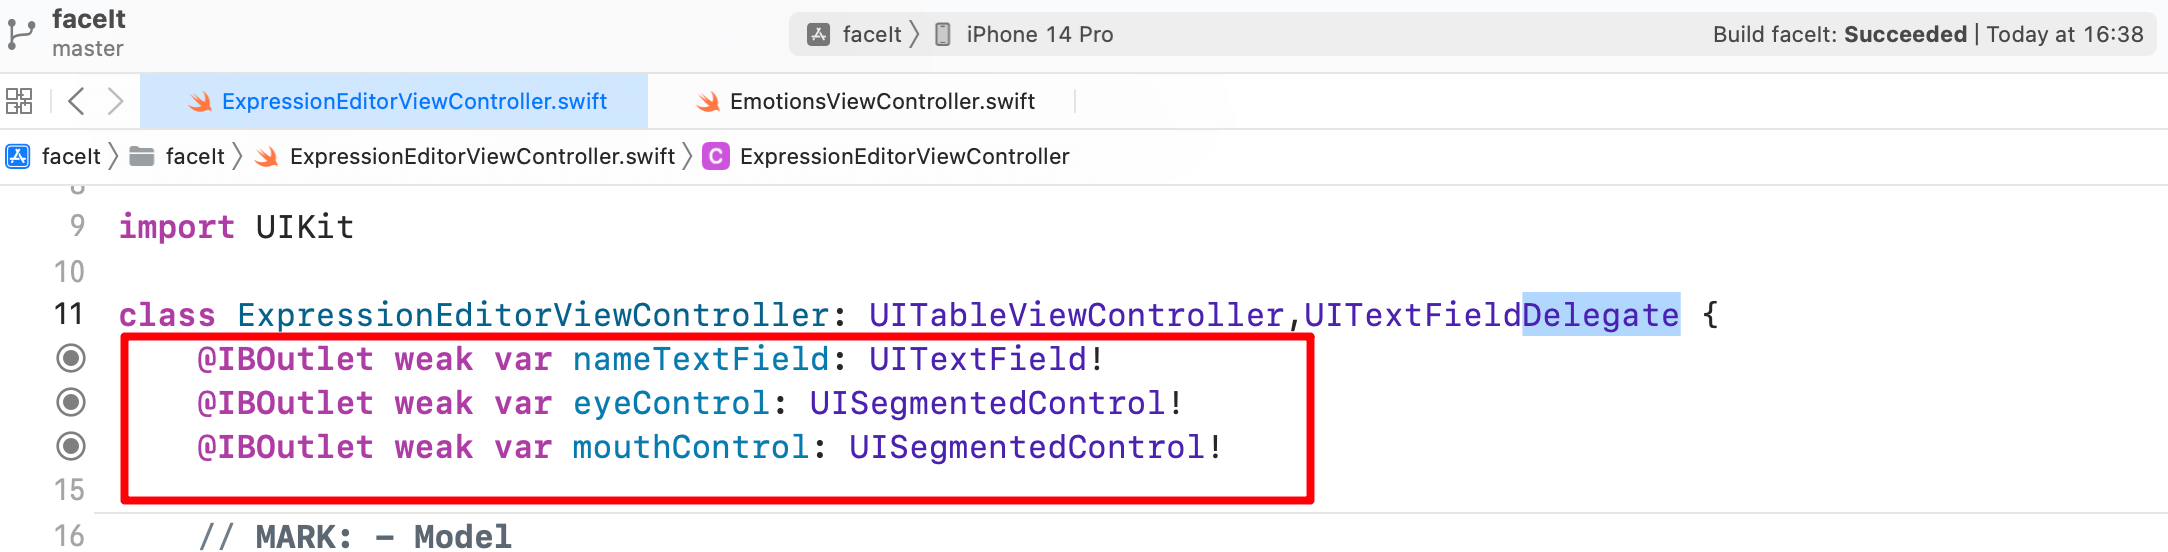 faceIt
master
faceIt iPhone 14 Pro
Build faceIt: Succeeded | Today at 16:38
ExpressionEditorViewController.swift
EmotionsViewController.swift
faceIt faceIt ExpressionEditorViewController.swift C ExpressionEditorViewController
8
9 import UIKit
10
11 class ExpressionEditorViewController: UITableViewController,UITextFieldDelegate {
@IBOutlet weak var nameTextField: UITextField!
@IBOutlet weak var eyeControl: UISegmentedControl!
@IBOutlet weak var mouthControl: UISegmentedControl!
15
16 // MARK: - Model